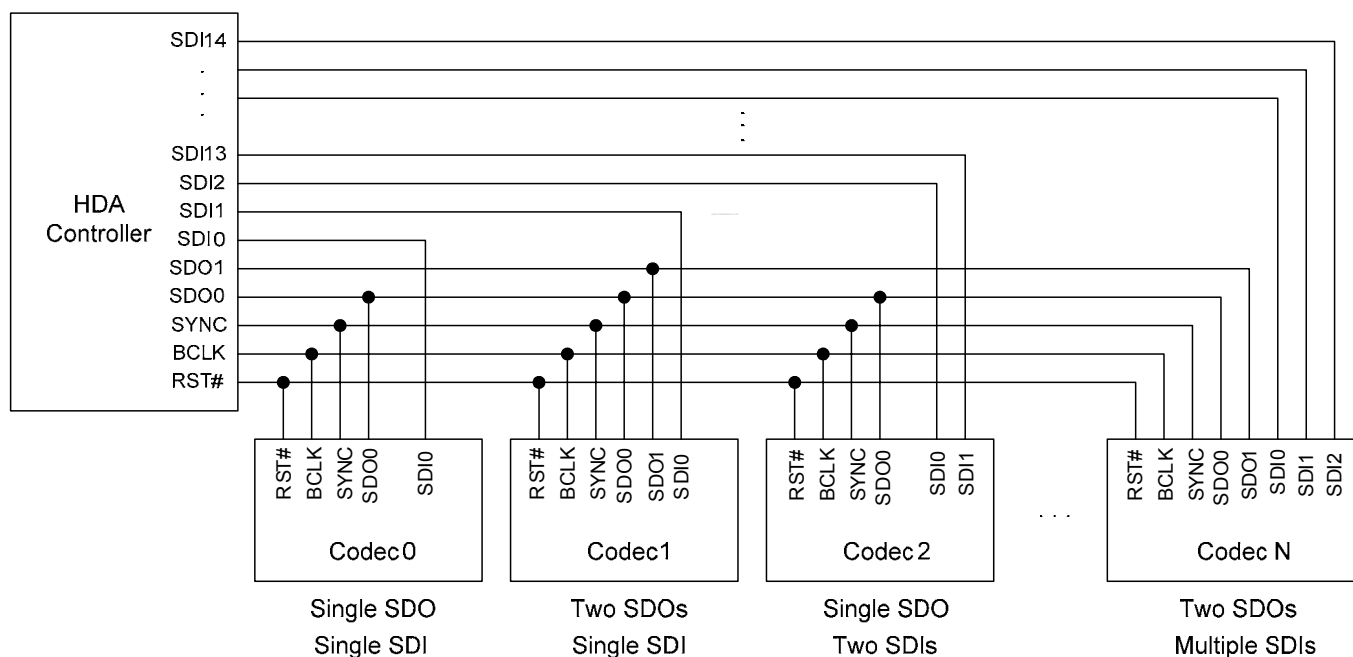 SDI14
.
.
.
SDI13
SDI2
SDI1
SDI0
SDO1
SDO0
SYNC
BCLK
RST#
HDA
Controller
RST#
BCLK
SYNC
SDO0
SDI0
Codec 0
Single SDO
Single SDI
RST#
BCLK
SYNC
SDO0
SDO1
SDI0
Codec 1
Two SDOs
Single SDI
RST#
BCLK
SYNC
SDO0
SDI0
SDI1
Codec 2
Single SDO
Two SDIs
. . .
RST#
BCLK
SYNC
SDO0
SDO1
SDI0
SDI1
SDI2
Codec N
Two SDOs
Multiple SDIs